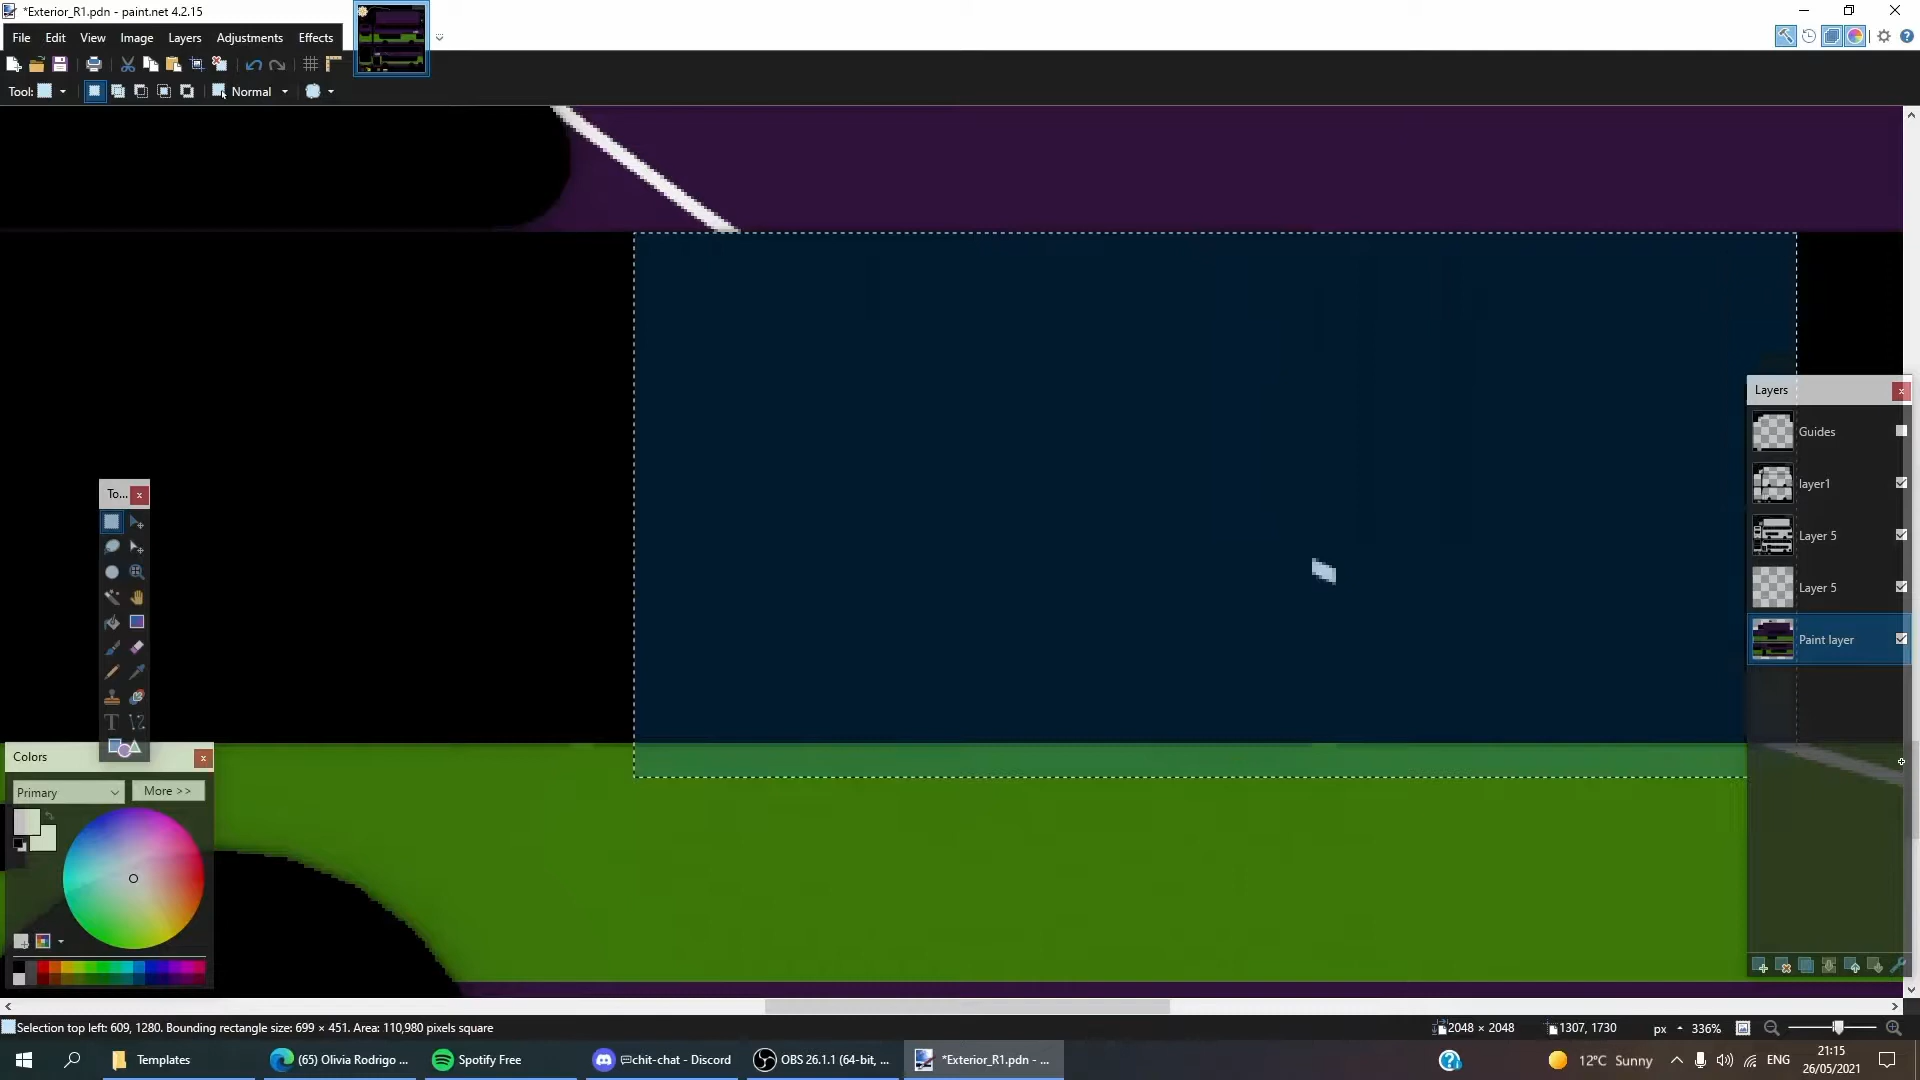 *Exterior_R1.pdn - paint.net 4.2.15
File Edit View Image Layers Adjustments Effects
Tool: Normal
Layers
Guides
layer1
Layer 5
Layer 5
Paint layer
To...
Colors
Primary More >>
Selection top left: 609, 1280. Bounding rectangle size: 699 × 451. Area: 110,980 pixels square
2048 × 2048 1307, 1730 px 336%
Templates (65) Olivia Rodrigo ... Spotify Free chit-chat - Discord OBS 26.1.1 (64-bit, ... *Exterior_R1.pdn - ... 12°C Sunny ENG 21:15
26/05/2021